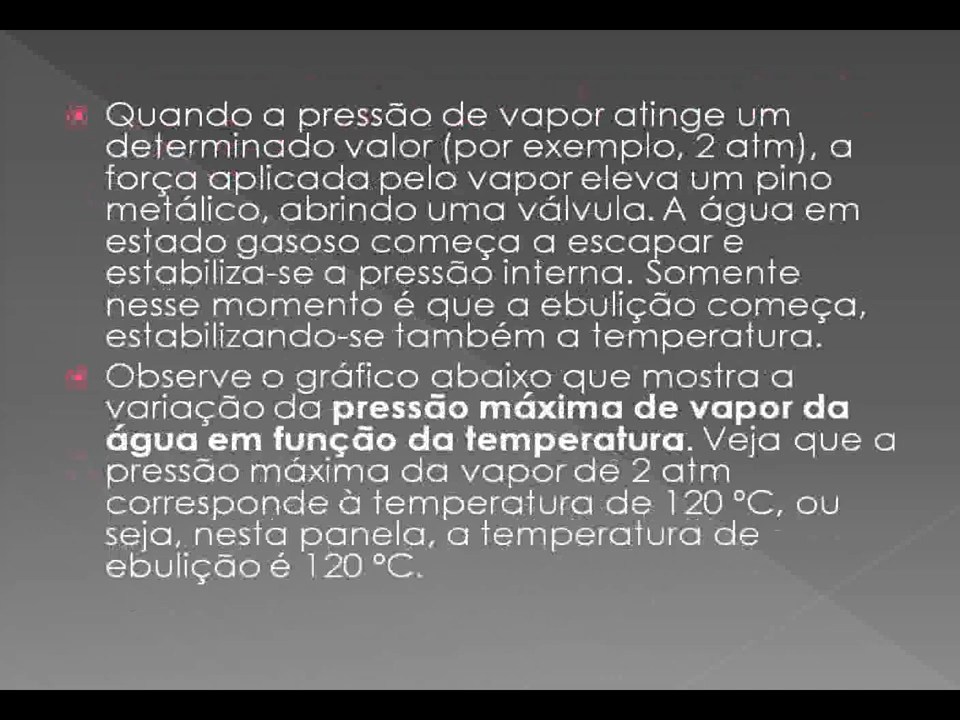 Quando a pressão de vapor atinge um
determinado valor (por exemplo, 2 atm), a
força aplicada pelo vapor eleva um pino
metálico, abrindo uma válvula. A água em
estado gasoso começa a escapar e
estabiliza-se a pressão interna. Somente
nesse momento é que a ebulição começa,
estabilizando-se também a temperatura.
Observe o gráfico abaixo que mostra a
variação da pressão máxima de vapor da
água em função da temperatura. Veja que a
pressão máxima da vapor de 2 atm
corresponde à temperatura de 120 ºC, ou
seja, nesta panela, a temperatura de
ebulição é 120 ºC.